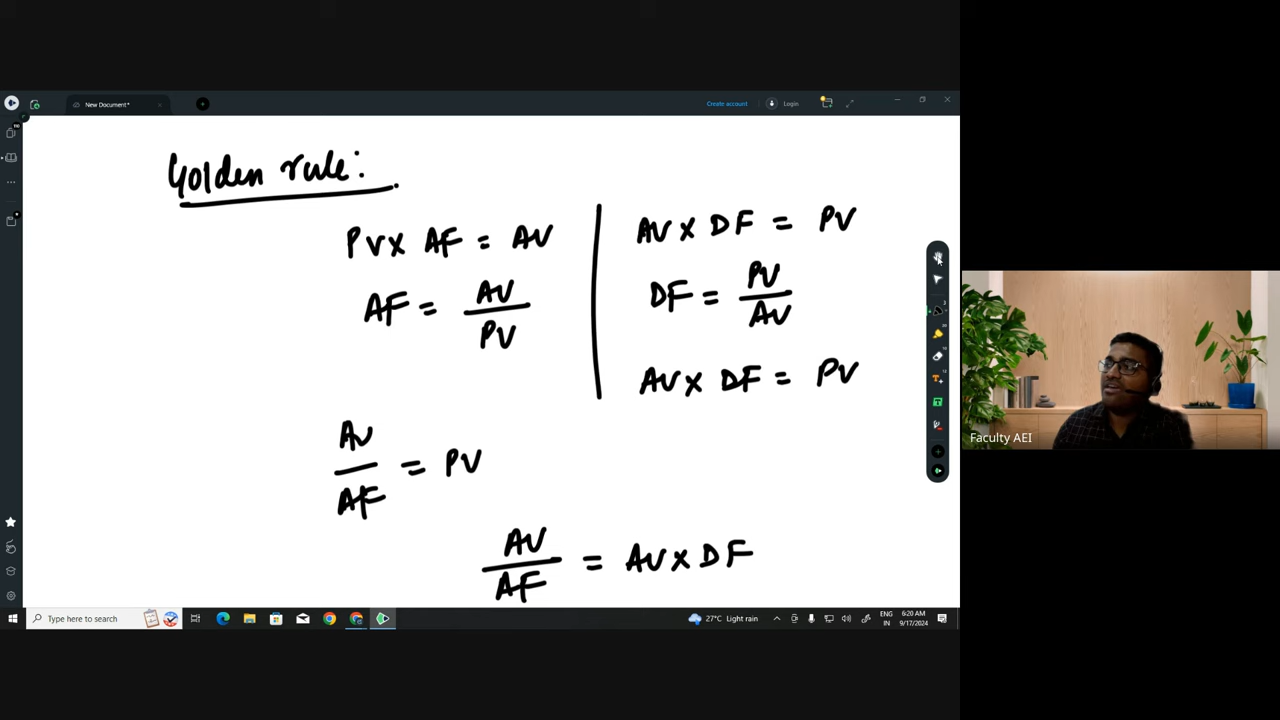 New Document*
Create account
Login
Golden rule:
PV x AF = AV
AF = AV / PV
AV / AF = PV
AV x DF = PV
DF = PV / AV
AV x DF = PV
AV / AF = AV x DF
Faculty AEI
Type here to search
27°C Light rain
ENG
IN
6:20 AM
9/17/2024